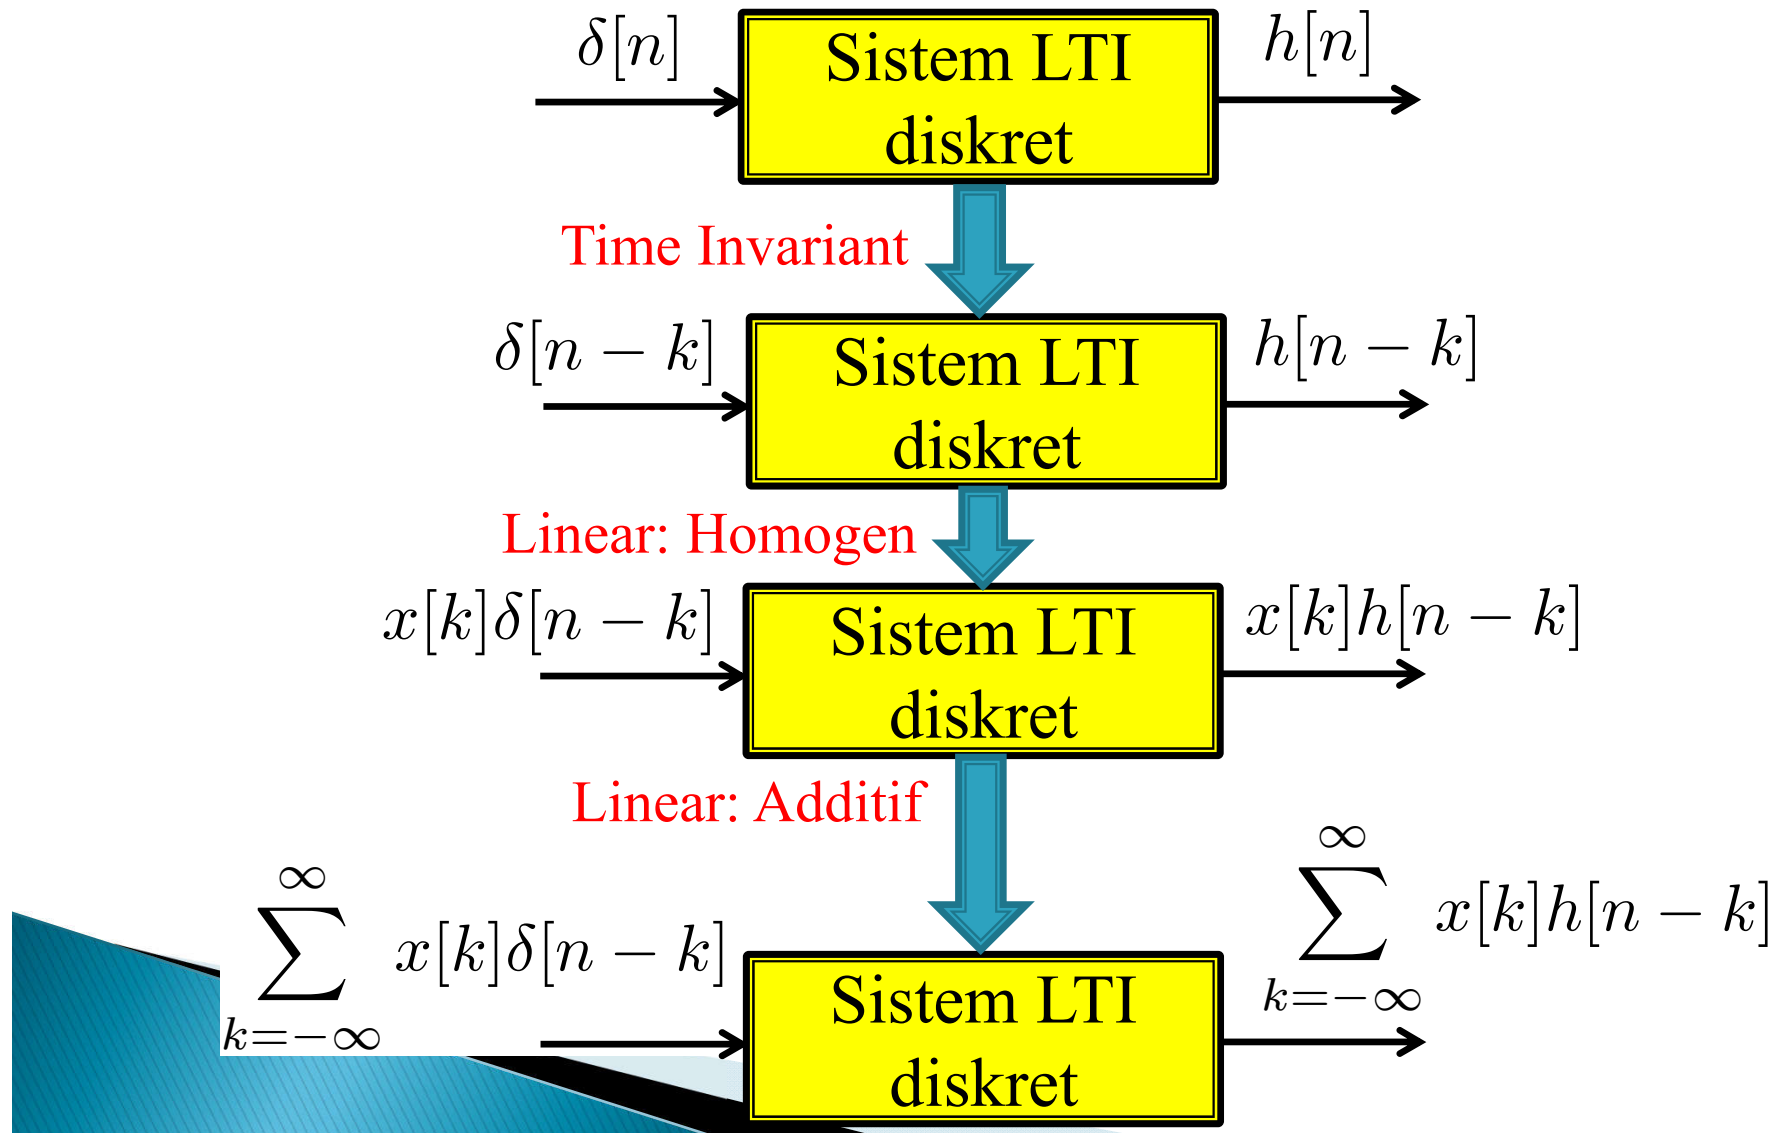 δ[n]
Sistem LTI
diskret
h[n]
Time Invariant
δ[n − k]
Sistem LTI
diskret
h[n − k]
Linear: Homogen
x[k]δ[n − k]
Sistem LTI
diskret
x[k]h[n − k]
Linear: Additif
∞
∑ x[k]δ[n − k]
k=−∞
Sistem LTI
diskret
∞
∑ x[k]h[n − k]
k=−∞